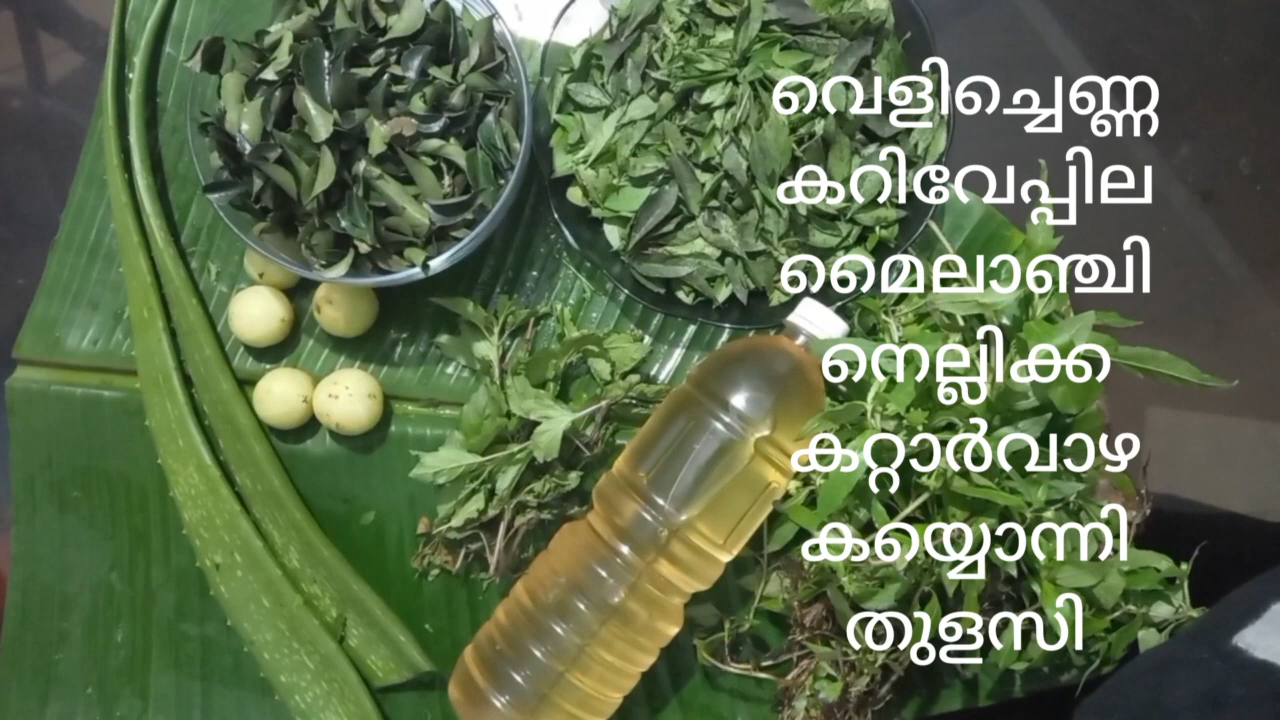 വെളിച്ചെണ്ണ
കറിവേപ്പില
മൈലാഞ്ചി
നെല്ലിക്ക
കറ്റാർവാഴ
കയ്യൊന്നി
തുളസി